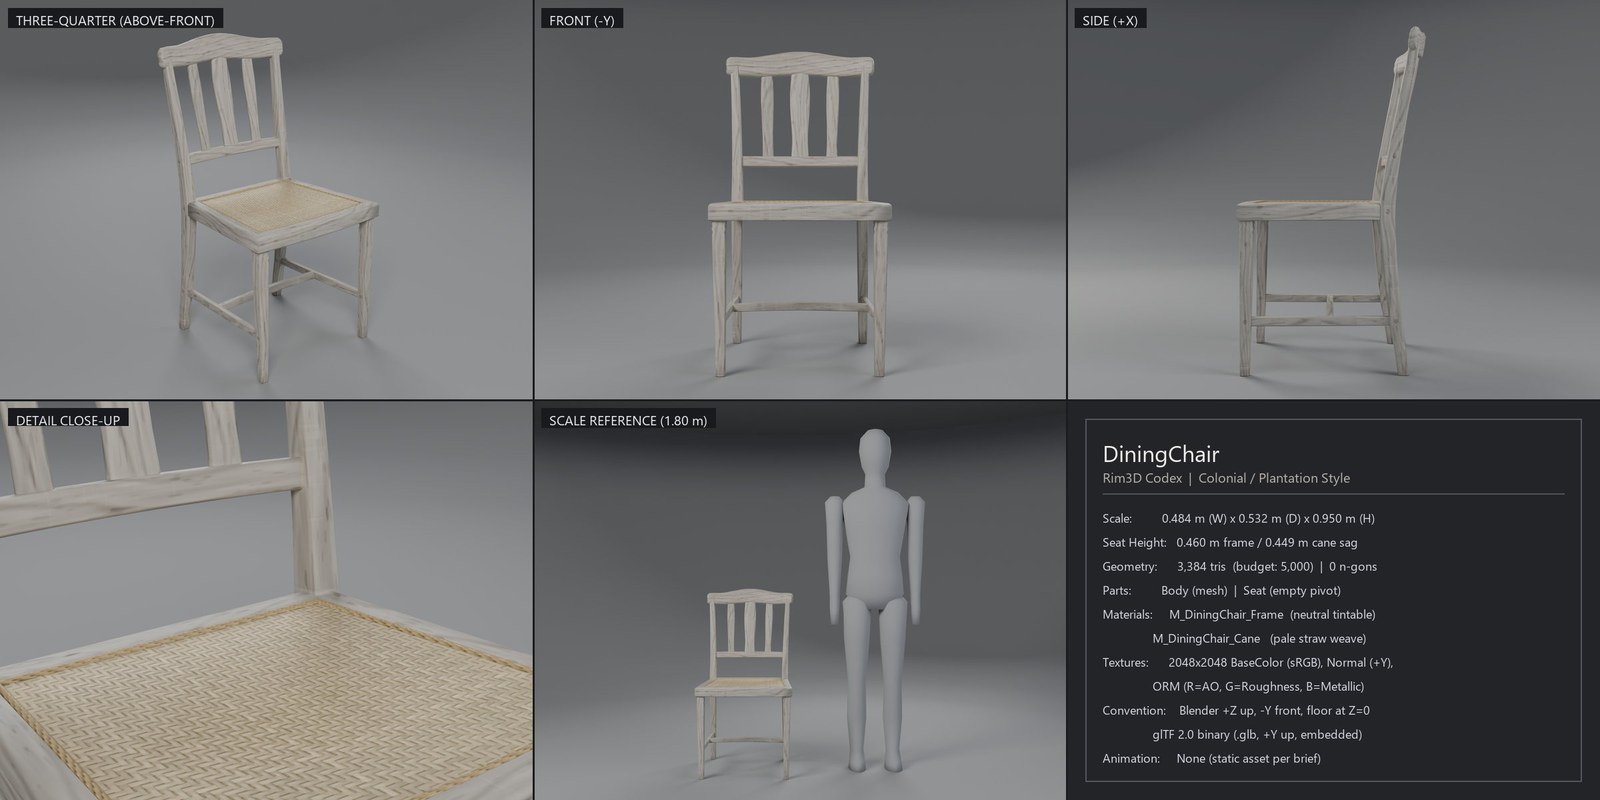 THREE-QUARTER (ABOVE-FRONT)
FRONT (-Y)
SIDE (+X)
DETAIL CLOSE-UP
SCALE REFERENCE (1.80 m)
DiningChair
Rim3D Codex | Colonial / Plantation Style
Scale: 0.484 m (W) x 0.532 m (D) x 0.950 m (H)
Seat Height: 0.460 m frame / 0.449 m cane sag
Geometry: 3,384 tris (budget: 5,000) | 0 n-gons
Parts: Body (mesh) | Seat (empty pivot)
Materials: M_DiningChair_Frame (neutral tintable)
M_DiningChair_Cane (pale straw weave)
Textures: 2048x2048 BaseColor (sRGB), Normal (+Y),
ORM (R=AO, G=Roughness, B=Metallic)
Convention: Blender +Z up, -Y front, floor at Z=0
glTF 2.0 binary (.glb, +Y up, embedded)
Animation: None (static asset per brief)